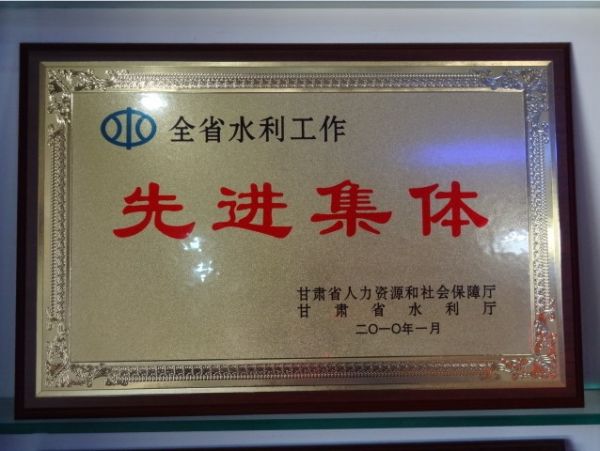 全省水利工作
先进集体
甘肃省人力资源和社会保障厅
甘肃省水利厅
二〇一〇年一月